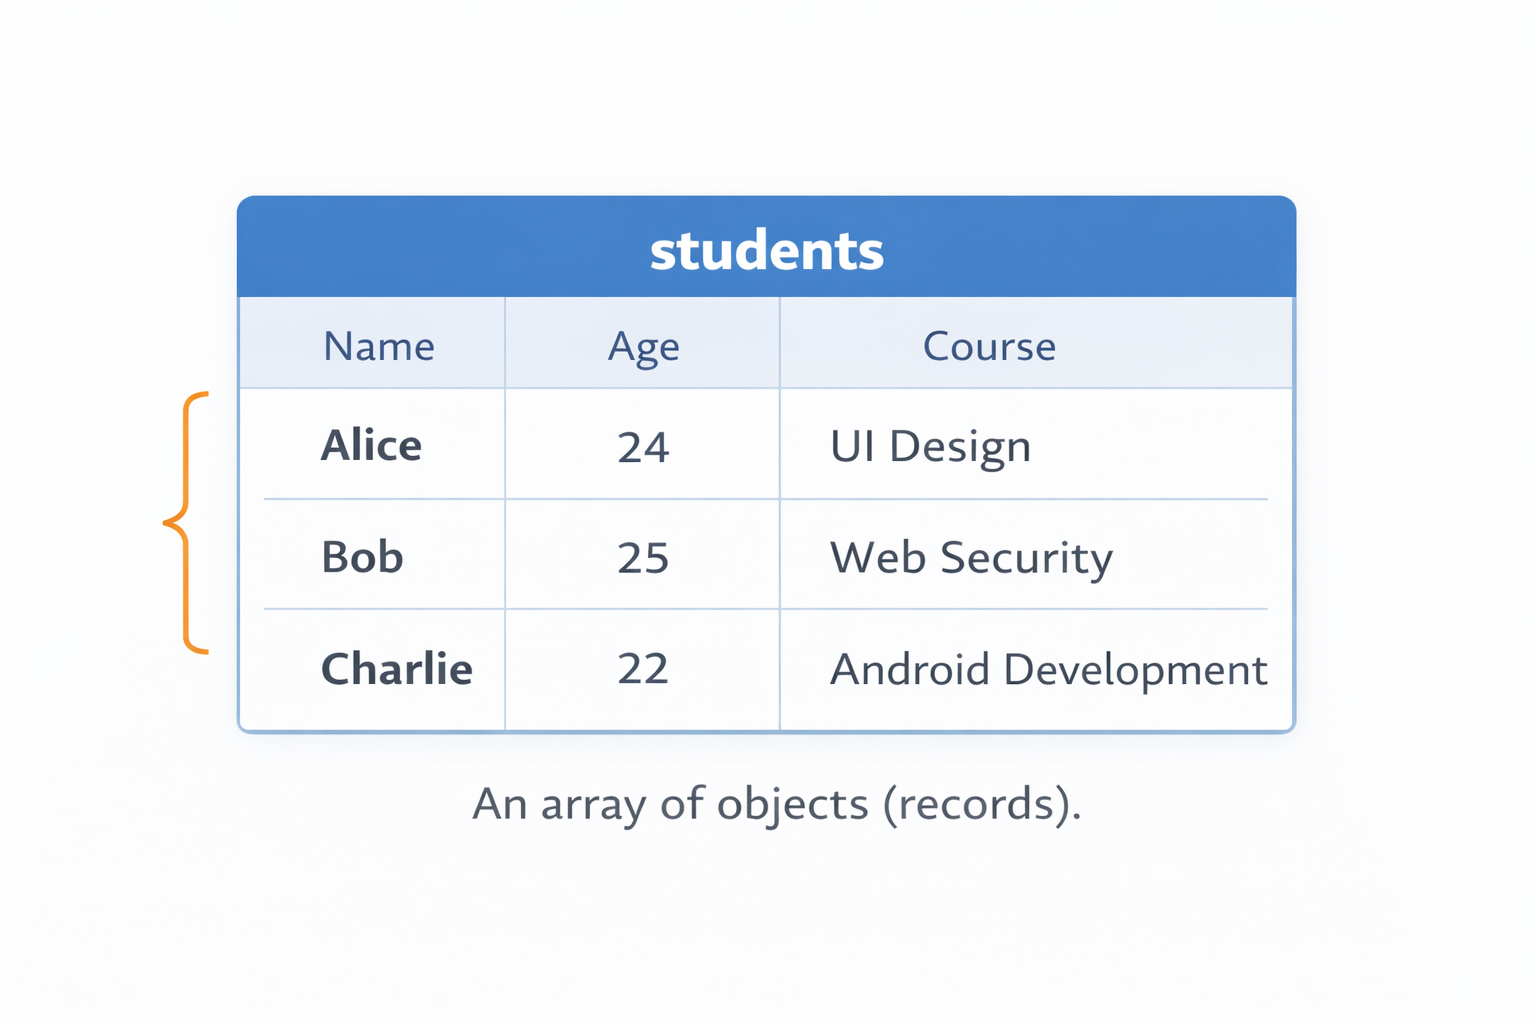 students
Name Age Course
Alice 24 UI Design
Bob 25 Web Security
Charlie 22 Android Development
An array of objects (records).